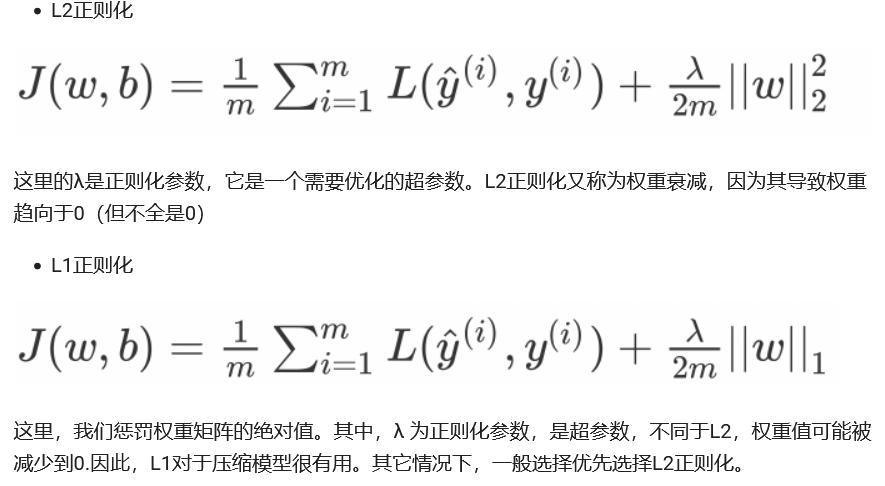 • L2正则化
J(w, b) = \frac{1}{m} \sum_{i=1}^{m} L(\hat{y}^{(i)}, y^{(i)}) + \frac{λ}{2m}||w||_2^2
这里的λ是正则化参数，它是一个需要优化的超参数。L2正则化又称为权重衰减，因为其导致权重
趋向于0（但不全是0）
• L1正则化
J(w, b) = \frac{1}{m} \sum_{i=1}^{m} L(\hat{y}^{(i)}, y^{(i)}) + \frac{λ}{2m}||w||_1
这里，我们惩罚权重矩阵的绝对值。其中，λ 为正则化参数，是超参数，不同于L2，权重值可能被
减少到0.因此，L1对于压缩模型很有用。其它情况下，一般选择优先选择L2正则化。